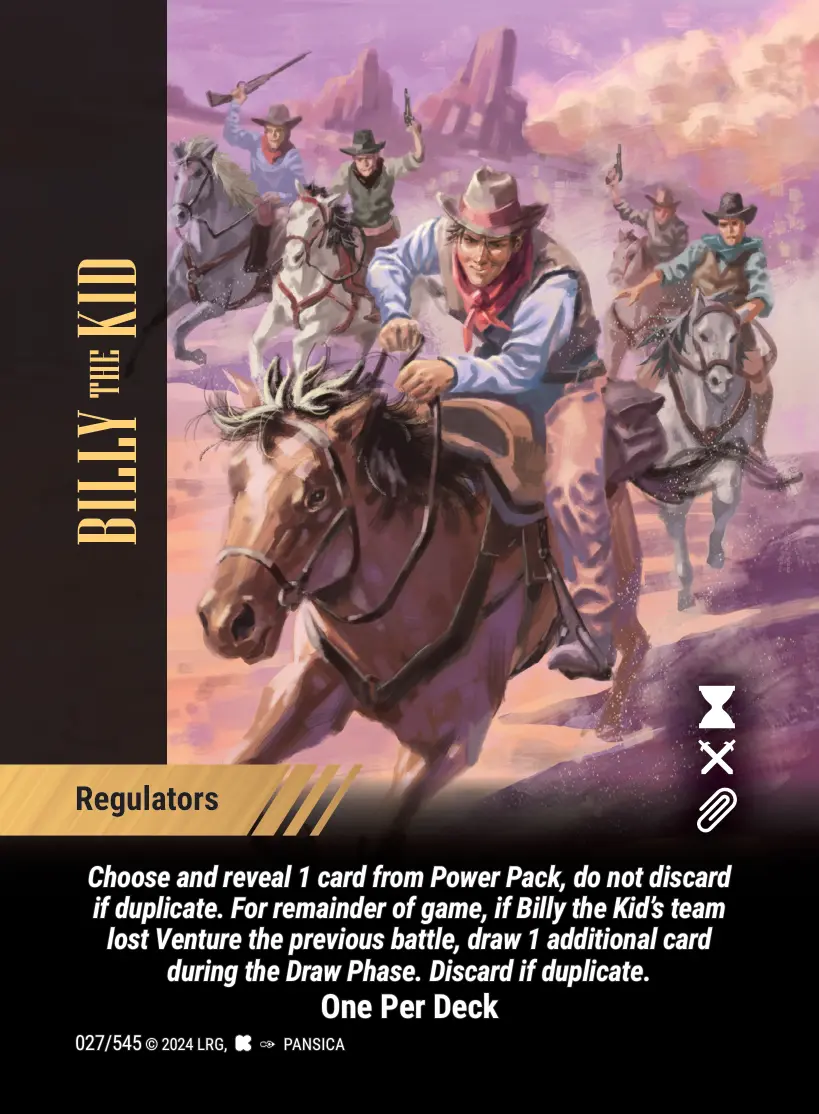 BILLY THE KID
Regulators
Choose and reveal 1 card from Power Pack, do not discard
if duplicate. For remainder of game, if Billy the Kid's team
lost Venture the previous battle, draw 1 additional card
during the Draw Phase. Discard if duplicate.
One Per Deck
027/545 © 2024 LRG, PANSICA